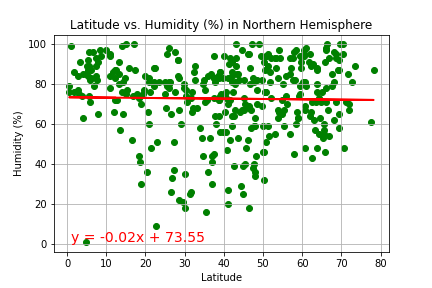 Latitude vs. Humidity (%) in Northern Hemisphere
100
80
60
40
20
0
Humidity (%)
y = -0.02x + 73.55
0 10 20 30 40 50 60 70 80
Latitude